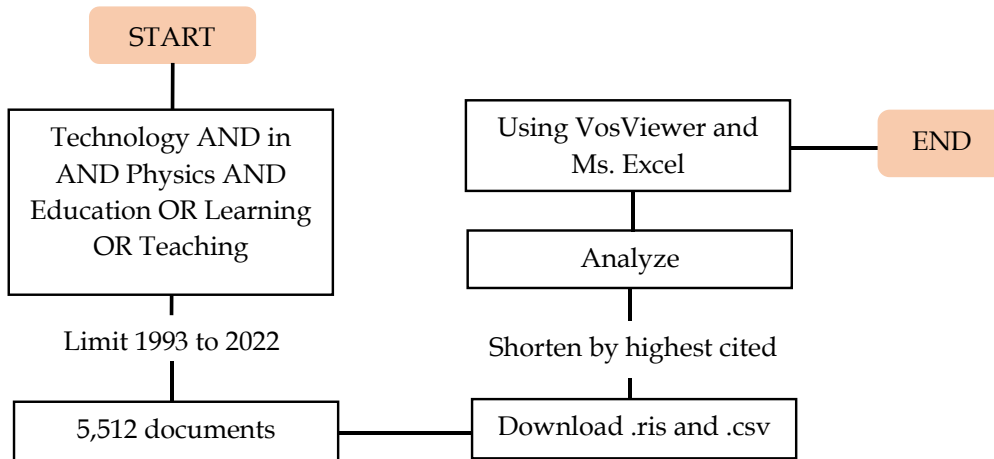 START
Technology AND in
AND Physics AND
Education OR Learning
OR Teaching
Limit 1993 to 2022
5,512 documents
Download .ris and .csv
Shorten by highest cited
Analyze
Using VosViewer and
Ms. Excel
END